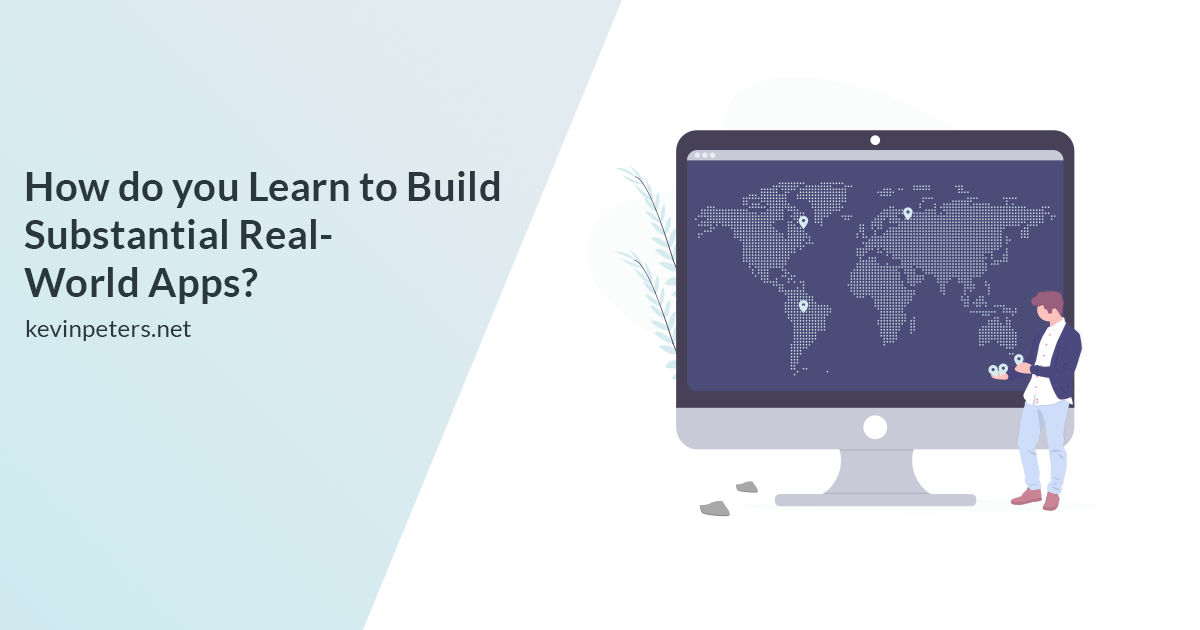 How do you Learn to Build
Substantial Real-
World Apps?
kevinpeters.net